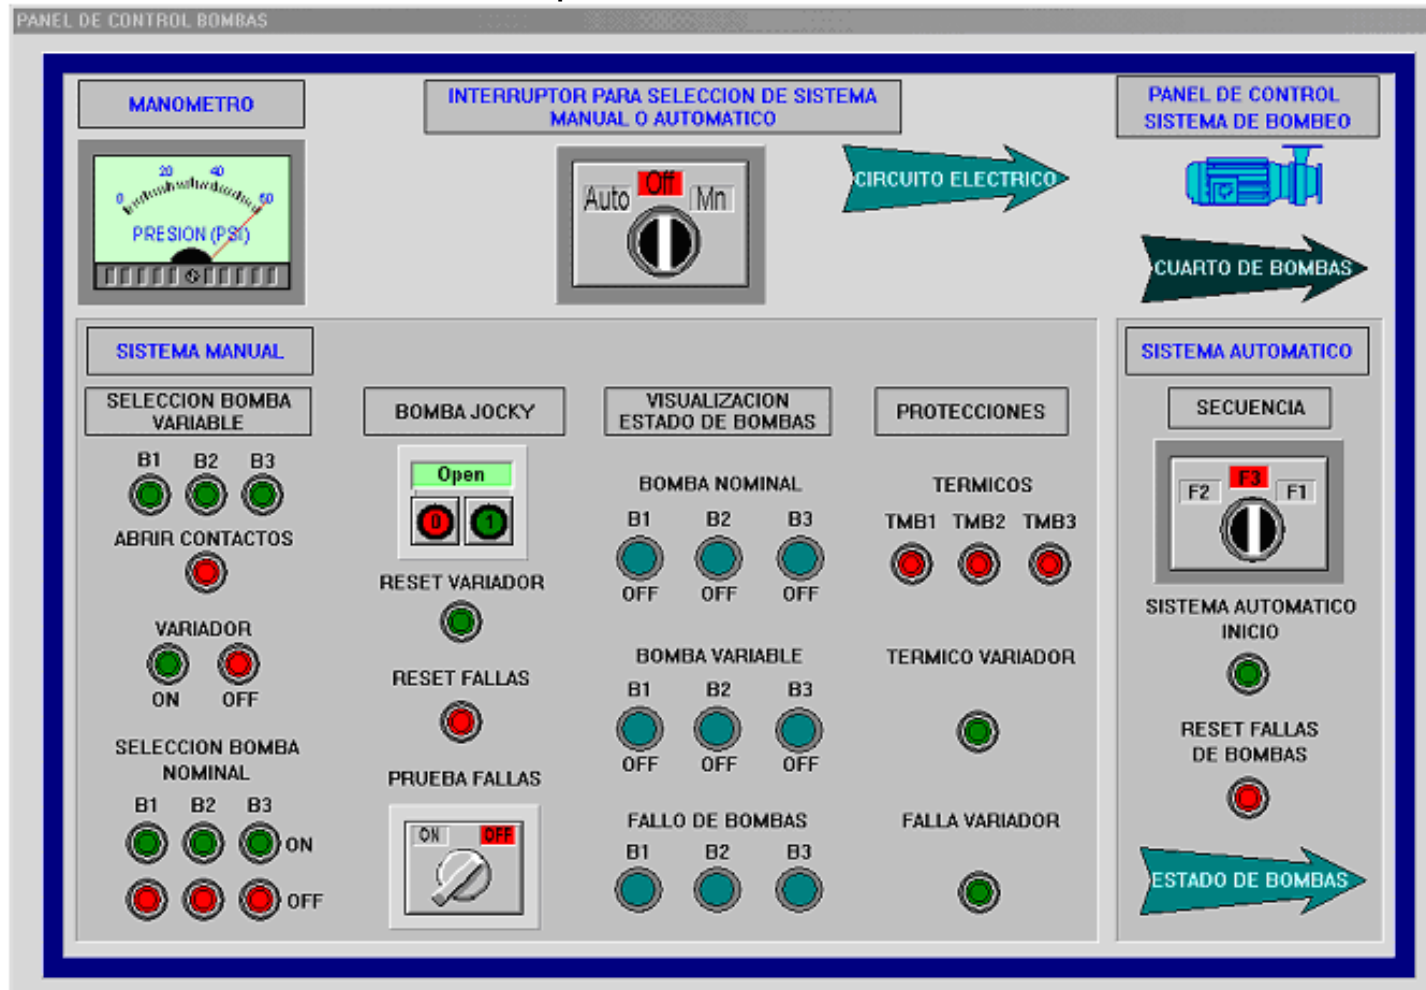 PANEL DE CONTROL BOMBAS
MANOMETRO
INTERRUPTOR PARA SELECCION DE SISTEMA
MANUAL O AUTOMATICO
PANEL DE CONTROL
SISTEMA DE BOMBEO
0 20 40 60
PRESION (PSI)
Auto Off Mn
CIRCUITO ELECTRICO
CUARTO DE BOMBAS
SISTEMA MANUAL
SELECCION BOMBA
VARIABLE
B1 B2 B3
ABRIR CONTACTOS
VARIADOR
ON OFF
SELECCION BOMBA
NOMINAL
B1 B2 B3
ON
OFF
BOMBA JOCKY
Open
0 1
RESET VARIADOR
RESET FALLAS
PRUEBA FALLAS
ON OFF
VISUALIZACION
ESTADO DE BOMBAS
BOMBA NOMINAL
B1 B2 B3
OFF OFF OFF
BOMBA VARIABLE
B1 B2 B3
OFF OFF OFF
FALLO DE BOMBAS
B1 B2 B3
PROTECCIONES
TERMICOS
TMB1 TMB2 TMB3
TERMICO VARIADOR
FALLA VARIADOR
SISTEMA AUTOMATICO
SECUENCIA
F2 F3 F1
SISTEMA AUTOMATICO
INICIO
RESET FALLAS
DE BOMBAS
ESTADO DE BOMBAS